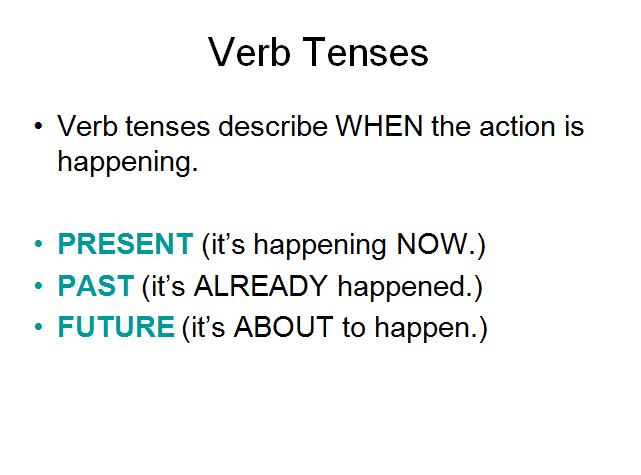 Verb Tenses
• Verb tenses describe WHEN the action is
happening.
• PRESENT (it’s happening NOW.)
• PAST (it’s ALREADY happened.)
• FUTURE (it’s ABOUT to happen.)